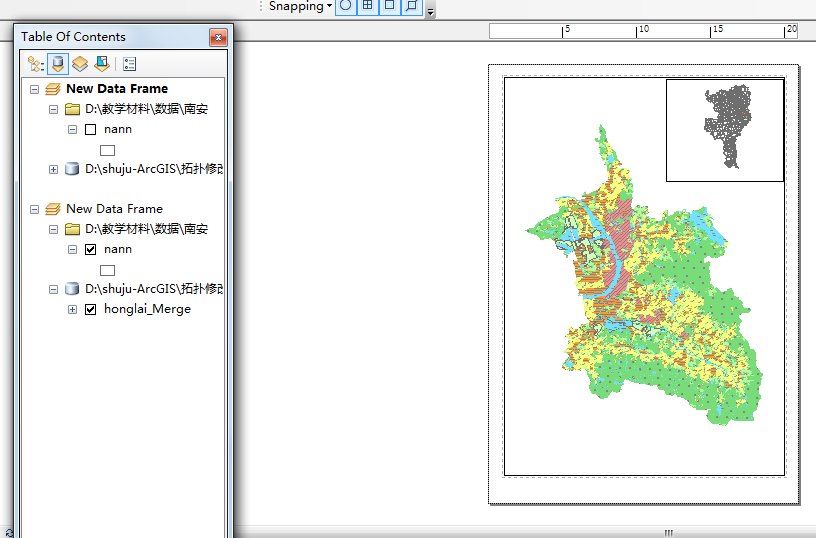 Snapping
Table Of Contents
5
10
15
20
New Data Frame
D:\教学材料\数据\南安
nann
D:\shuju-ArcGIS\拓扑修改
New Data Frame
D:\教学材料\数据\南安
nann
D:\shuju-ArcGIS\拓扑修改
honglai_Merge